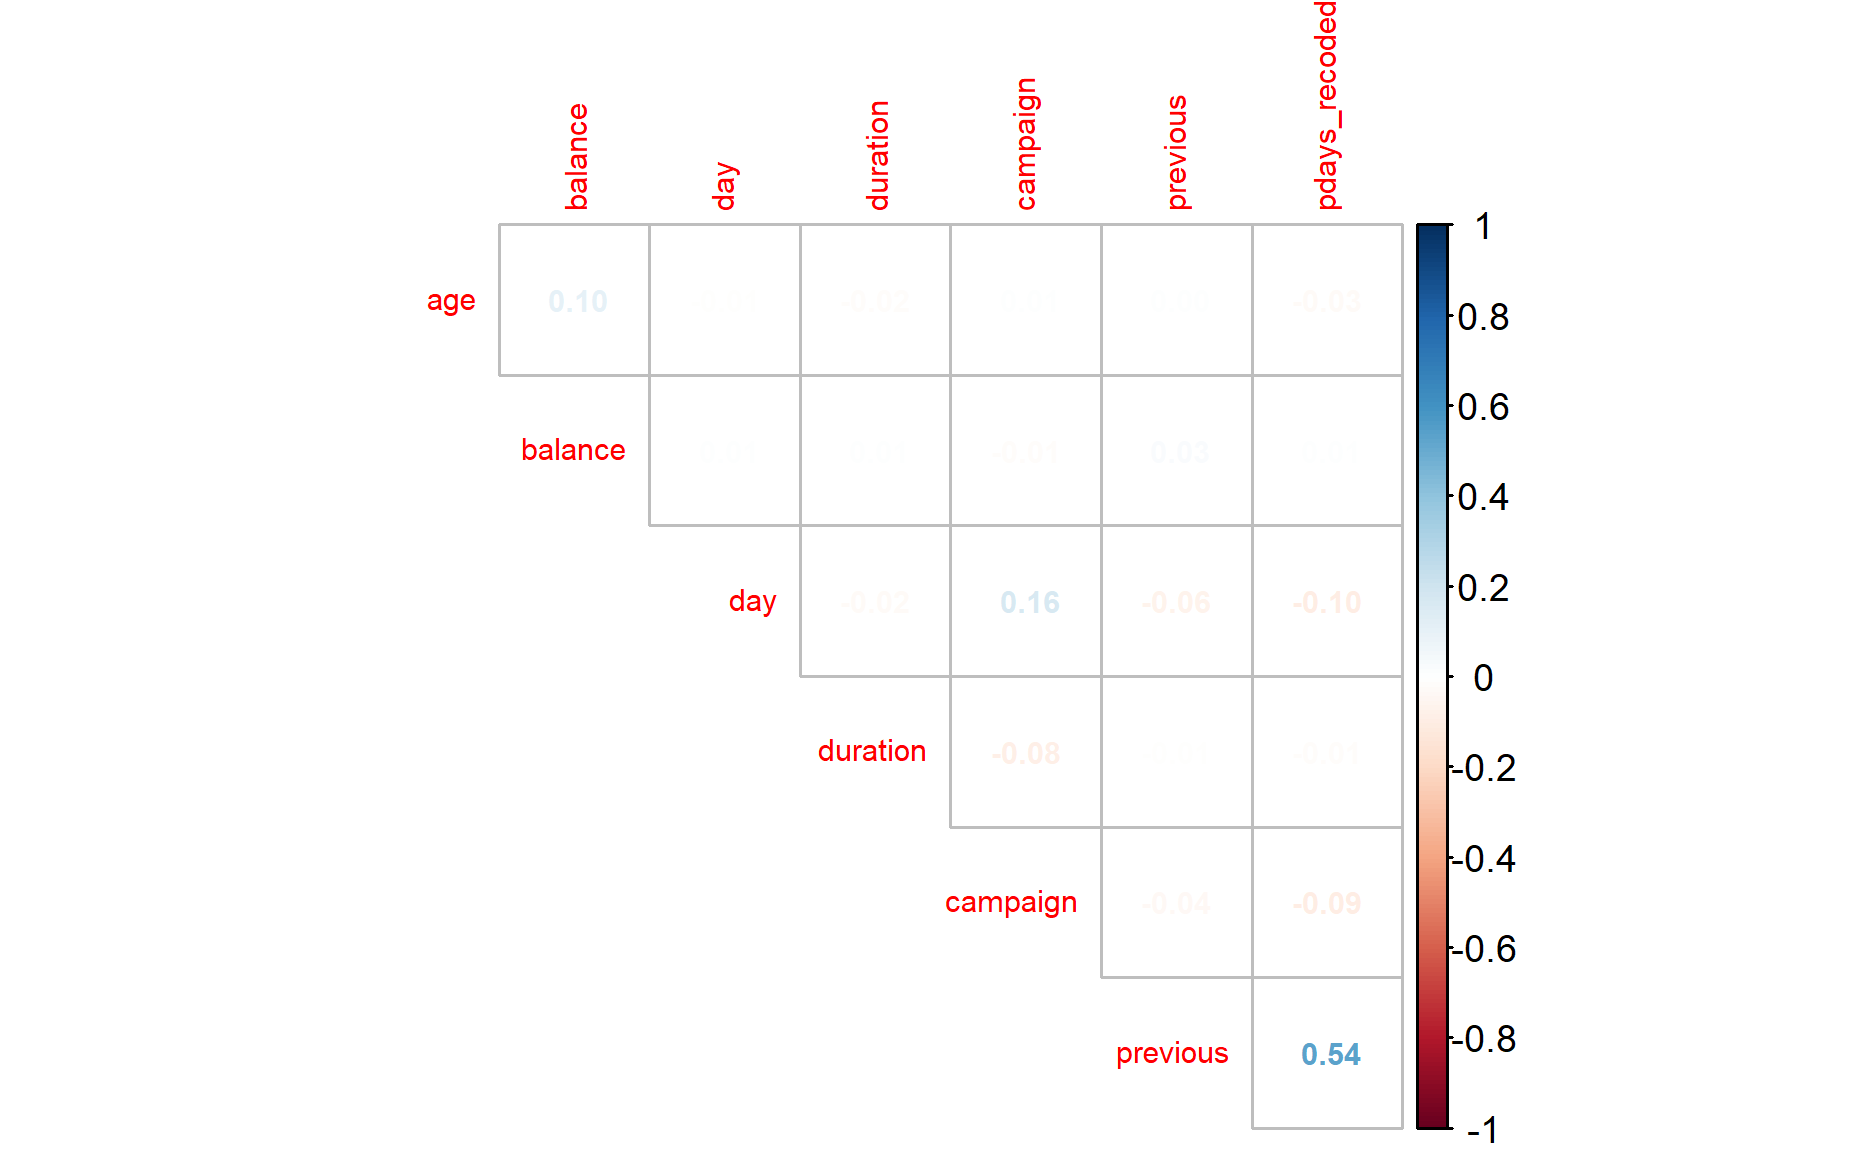 balance
day
duration
campaign
previous
pdays_recoded
1
age 0.10 -0.02 -0.03 0.8
0.6
balance -0.01 0.03
0.4
0.2
day -0.02 0.16 -0.06 -0.10
0
duration -0.08 -0.01 -0.2
-0.4
campaign -0.04 -0.09
-0.6
-0.8
previous 0.54
-1